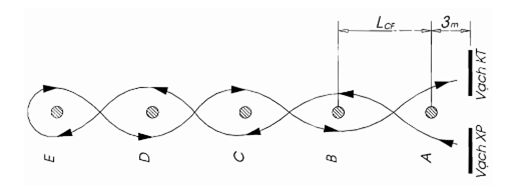 L_CF 3m
Vạch KT
Vạch XP
E D C B A